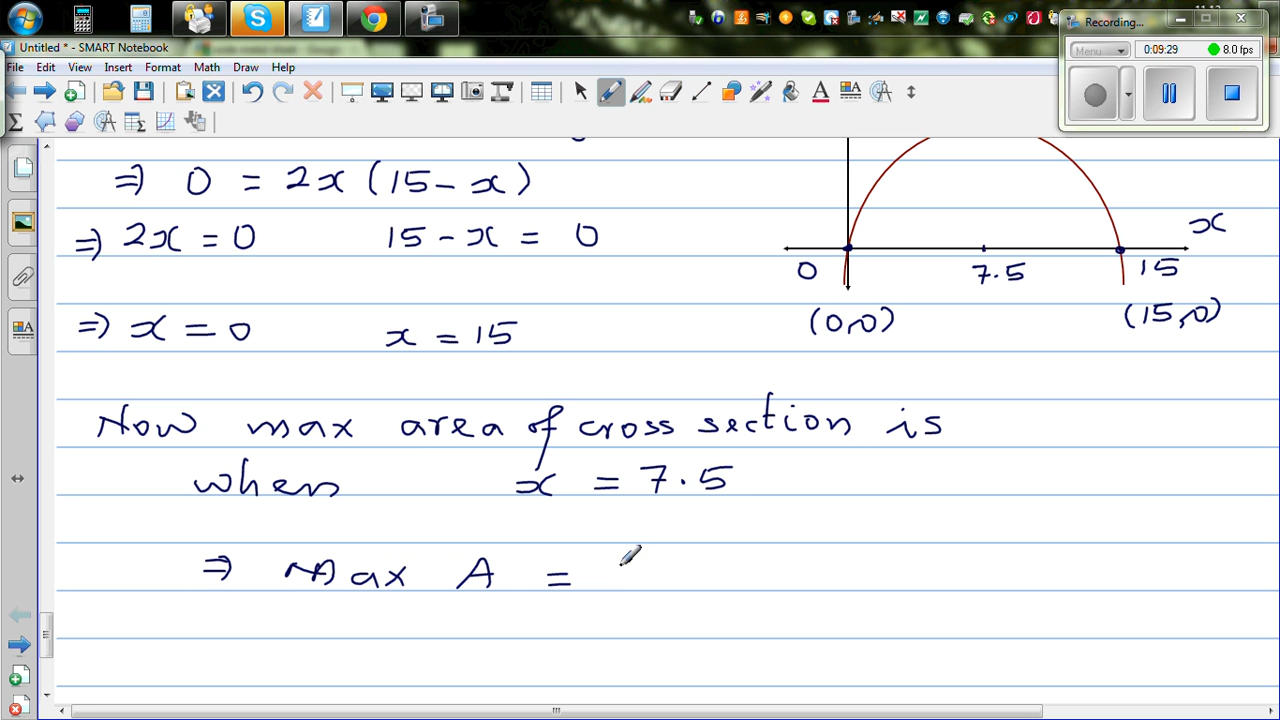 Recording...
Menu
0:09:29
8.0 fps
Untitled * - SMART Notebook
File Edit View Insert Format Math Draw Help
⇒ 0 = 2x (15 - x)
⇒ 2x = 0 15 - x = 0
x
0 7.5 15
(0,0) (15,0)
⇒ x = 0 x = 15
Now max area of cross section is
when x = 7.5
⇒ Max A =